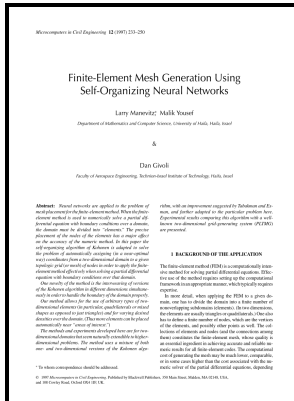 Microcomputers in Civil Engineering 12 (1997) 233–250
Finite-Element Mesh Generation Using
Self-Organizing Neural Networks
Larry Manevitz, Malik Yousef
Department of Mathematics and Computer Science, University of Haifa, Haifa, Israel
&
Dan Givoli
Faculty of Aerospace Engineering, Technion-Israel Institute of Technology, Haifa, Israel
Abstract: Neural networks are applied to the problem of
mesh placement for the finite-element method. When the finite-
element method is used to numerically solve a partial dif-
ferential equation with boundary conditions over a domain,
the domain must be divided into "elements." The precise
placement of the nodes of the elements has a major effect
on the accuracy of the numeric method. In this paper the
self-organizing algorithm of Kohonen is adapted to solve
the problem of automatically assigning (in a near-optimal
way) coordinates from a two-dimensional domain to a given
topologic grid (or mesh) of nodes in order to apply the finite-
element method effectively when solving a partial differential
equation with boundary conditions over that domain.
One novelty of the method is the interweaving of versions
of the Kohonen algorithm in different dimensions simultane-
ously in order to handle the boundary of the domain properly.
Our method allows for the use of arbitrary types of two-
dimensional elements (in particular, quadrilaterals or mixed
shapes as opposed to just triangles) and for varying desired
densities over the domain. (Thus more elements can be placed
automatically near "areas of interest.")
The methods and experiments developed here are for two-
dimensional domains but seem naturally extendible to higher-
dimensional problems. The method uses a mixture of both
one- and two-dimensional versions of the Kohonen algo-
rithm, with an improvement suggested by Takahashi and Es-
man, and further adapted to the particular problem here.
Experimental results comparing this algorithm with a well-
known two-dimensional grid-generating system (PLTMG)
are presented.
1 BACKGROUND OF THE APPLICATION
The finite-element method (FEM) is a computationally inten-
sive method for solving partial differential equations. Effec-
tive use of the method requires setting up the computational
framework in an appropriate manner, which typically requires
expertise.
In more detail, when applying the FEM to a given do-
main, one has to divide the domain into a finite number of
nonoverlapping subdomains (elements). (In two dimensions,
the elements are usually triangles or quadrilaterals.) One also
has to define a finite number of nodes, which are the vertices
of the elements, and possibly other points as well. The col-
lections of elements and nodes (and the connections among
them) constitutes the finite-element mesh, whose quality is
an essential ingredient to achieving accurate and reliable nu-
meric results for all finite element codes. The computational
cost of generating the mesh may be much lower, comparable,
or in some cases higher than the cost associated with the nu-
meric solver of the partial differential equations, depending
* To whom correspondence should be addressed.
© 1997 Microcomputers in Civil Engineering. Published by Blackwell Publishers, 350 Main Street, Malden, MA 02148, USA,
and 108 Cowley Road, Oxford OX4 1JF, UK.